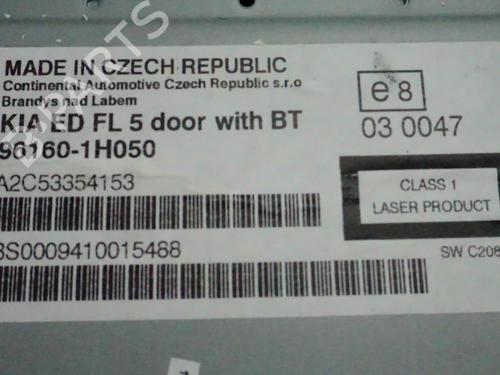 MADE IN CZECH REPUBLIC
Continental Automotive Czech Republic s.r.o
Brandys nad Labem
KIA ED FL 5 door with BT
96160-1H050
A2C53354153
BS0009410015488
e8
03 0047
CLASS 1
LASER PRODUCT
SW C208
B-PARTS